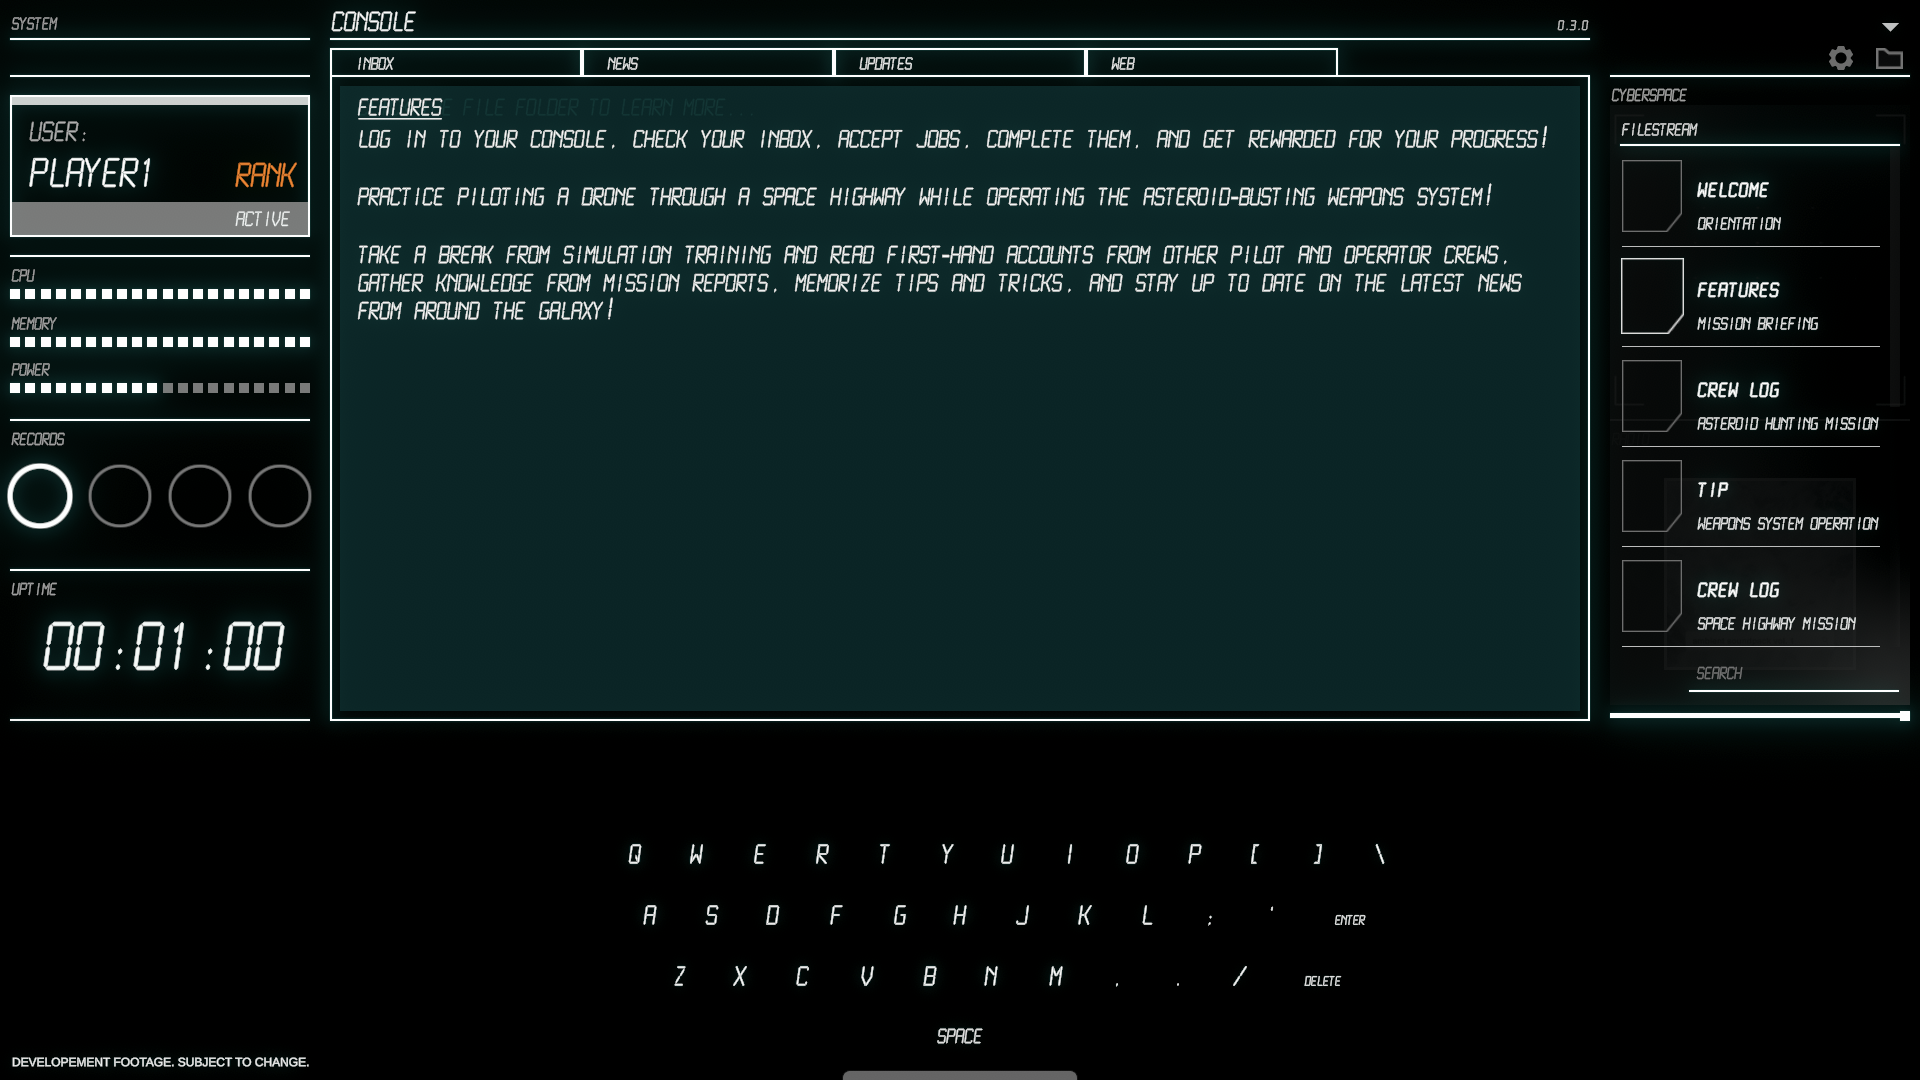 SYSTEM
CONSOLE
0.3.0
INBOX
NEWS
UPDATES
WEB
USER:
PLAYER1
RANK
ACTIVE
CPU
MEMORY
POWER
RECORDS
UPTIME
00:01:00
FEATURES E FILE FOLDER TO LEARN MORE...
LOG IN TO YOUR CONSOLE, CHECK YOUR INBOX, ACCEPT JOBS, COMPLETE THEM, AND GET REWARDED FOR YOUR PROGRESS!
PRACTICE PILOTING A DRONE THROUGH A SPACE HIGHWAY WHILE OPERATING THE ASTEROID-BUSTING WEAPONS SYSTEM!
TAKE A BREAK FROM SIMULATION TRAINING AND READ FIRST-HAND ACCOUNTS FROM OTHER PILOT AND OPERATOR CREWS.
GATHER KNOWLEDGE FROM MISSION REPORTS, MEMORIZE TIPS AND TRICKS, AND STAY UP TO DATE ON THE LATEST NEWS
FROM AROUND THE GALAXY!
CYBERSPACE
FILESTREAM
WELCOME
ORIENTATION
FEATURES
MISSION BRIEFING
CREW LOG
ASTEROID HUNTING MISSION
TIP
WEAPONS SYSTEM OPERATION
CREW LOG
SPACE HIGHWAY MISSION
SEARCH
Q W E R T Y U I O P [ ] \
A S D F G H J K L ; ' ENTER
Z X C V B N M , . / DELETE
SPACE
DEVELOPEMENT FOOTAGE. SUBJECT TO CHANGE.